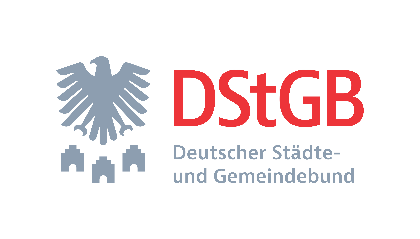 DStGB
Deutscher Städte-
und Gemeindebund